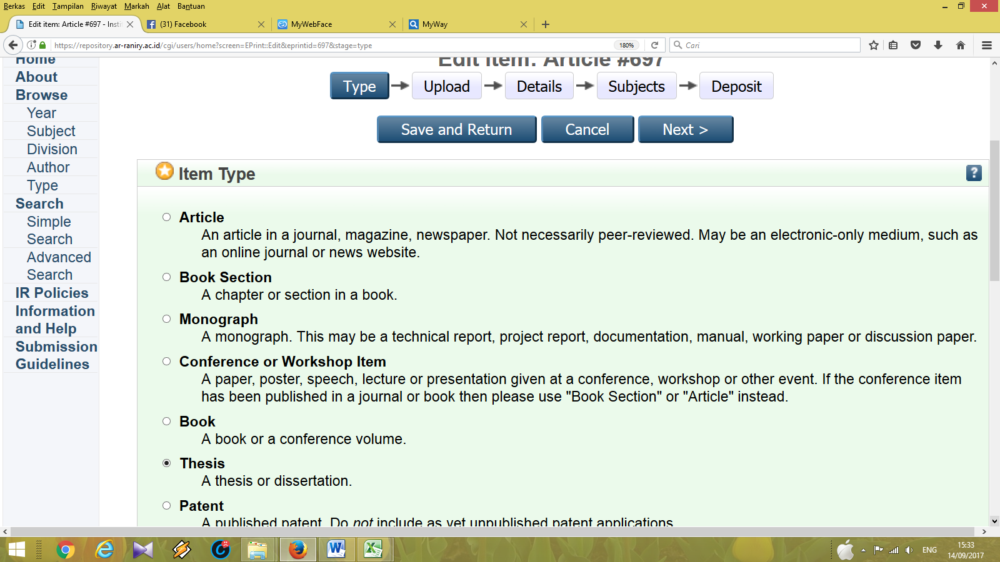 Berkas Edit Tampilan Riwayat Markah Alat Bantuan
Edit item: Article #697 - Insti
(31) Facebook
MyWebFace
MyWay
https://repository.ar-raniry.ac.id/cgi/users/home?screen=EPrint::Edit&eprintid=697&stage=type
180%
Cari
Home
About
Browse
Year
Subject
Division
Author
Type
Search
Simple
Search
Advanced
Search
IR Policies
Information
and Help
Submission
Guidelines
Edit item: Article #697
Type Upload Details Subjects Deposit
Save and Return Cancel Next >
Item Type
?
Article
An article in a journal, magazine, newspaper. Not necessarily peer-reviewed. May be an electronic-only medium, such as
an online journal or news website.
Book Section
A chapter or section in a book.
Monograph
A monograph. This may be a technical report, project report, documentation, manual, working paper or discussion paper.
Conference or Workshop Item
A paper, poster, speech, lecture or presentation given at a conference, workshop or other event. If the conference item
has been published in a journal or book then please use "Book Section" or "Article" instead.
Book
A book or a conference volume.
Thesis
A thesis or dissertation.
Patent
A published patent. Do not include as yet unpublished patent applications.
ENG
15:33
14/09/2017